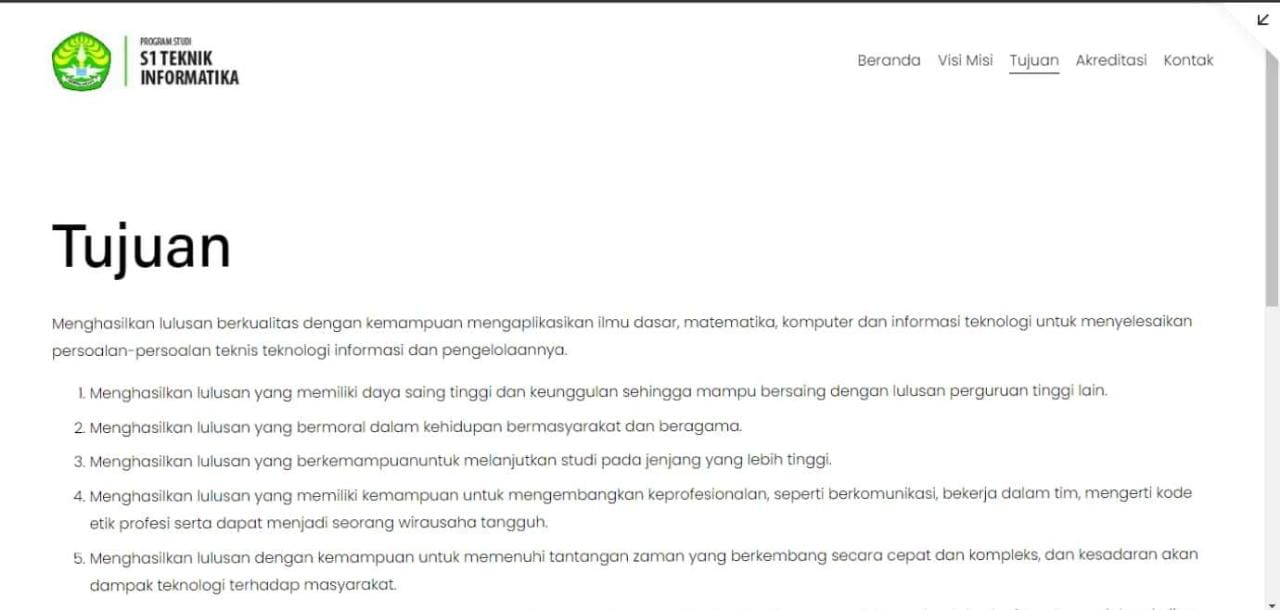 PROGRAM STUDI
S1 TEKNIK
INFORMATIKA
Beranda Visi Misi Tujuan Akreditasi Kontak
Tujuan
Menghasilkan lulusan berkualitas dengan kemampuan mengaplikasikan ilmu dasar, matematika, komputer dan informasi teknologi untuk menyelesaikan
persoalan-persoalan teknis teknologi informasi dan pengelolaannya.
1. Menghasilkan lulusan yang memiliki daya saing tinggi dan keunggulan sehingga mampu bersaing dengan lulusan perguruan tinggi lain.
2. Menghasilkan lulusan yang bermoral dalam kehidupan bermasyarakat dan beragama.
3. Menghasilkan lulusan yang berkemampuanuntuk melanjutkan studi pada jenjang yang lebih tinggi.
4. Menghasilkan lulusan yang memiliki kemampuan untuk mengembangkan keprofesionalan, seperti berkomunikasi, bekerja dalam tim, mengerti kode
etik profesi serta dapat menjadi seorang wirausaha tangguh.
5. Menghasilkan lulusan dengan kemampuan untuk memenuhi tantangan zaman yang berkembang secara cepat dan kompleks, dan kesadaran akan
dampak teknologi terhadap masyarakat.